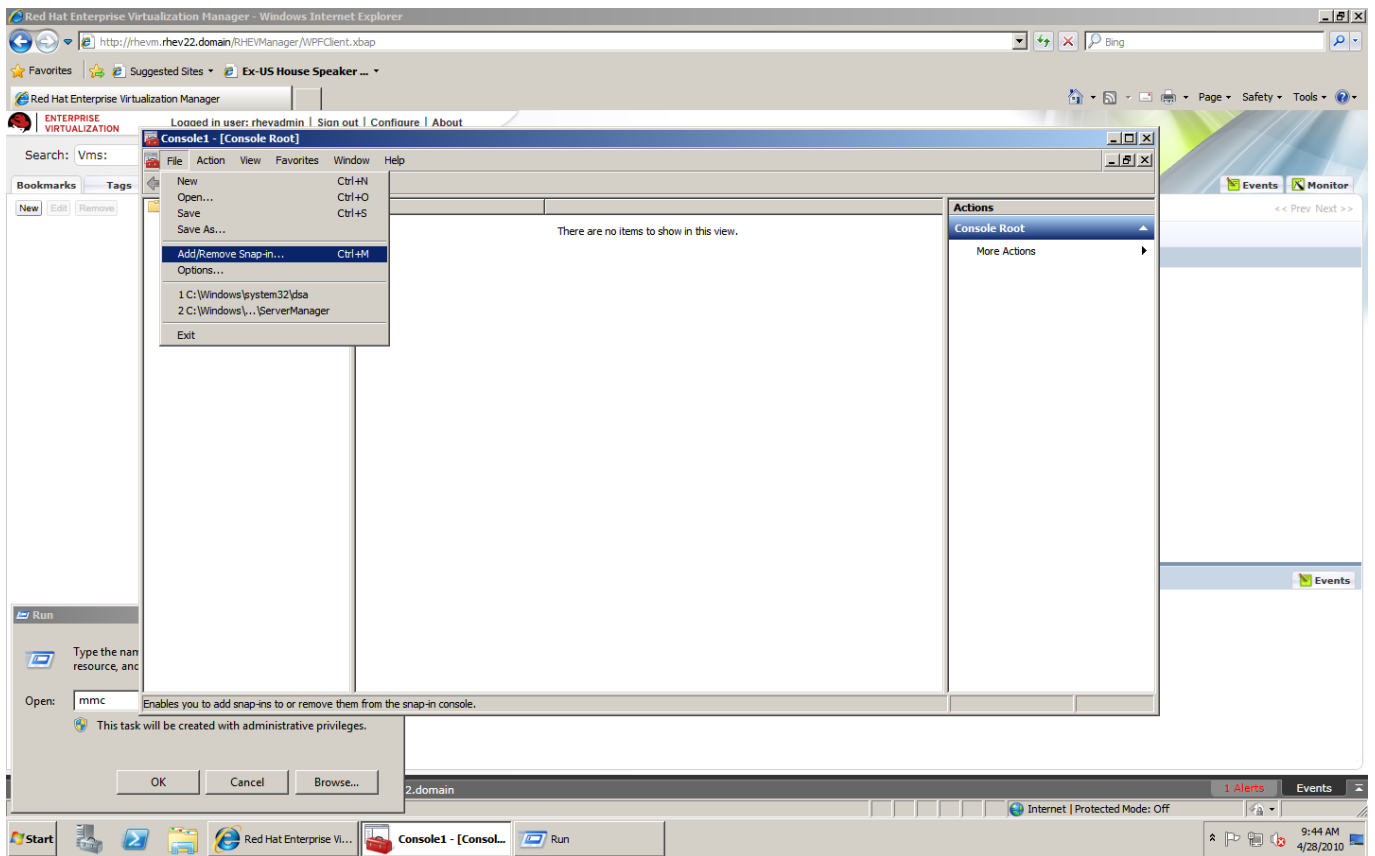 Red Hat Enterprise Virtualization Manager - Windows Internet Explorer
http://rhevm.rhev22.domain/RHEVManager/WPFClient.xbap
Bing
Favorites
Suggested Sites
Ex-US House Speaker ...
Red Hat Enterprise Virtualization Manager
Page
Safety
Tools
ENTERPRISE
VIRTUALIZATION
Logged in user: rhevadmin | Sign out | Configure | About
Search:
Vms:
Bookmarks
Tags
Events
Monitor
New
Edit
Remove
<< Prev Next >>
Console1 - [Console Root]
File
Action
View
Favorites
Window
Help
New Ctrl+N
Open... Ctrl+O
Save Ctrl+S
Save As...
Add/Remove Snap-in... Ctrl+M
Options...
1 C:\Windows\system32\dsa
2 C:\Windows\...\ServerManager
Exit
There are no items to show in this view.
Actions
Console Root
More Actions
Enables you to add snap-ins to or remove them from the snap-in console.
Events
Run
Type the
resource,
Open:
mmc
This task will be created with administrative privileges.
OK
Cancel
Browse...
2.domain
1 Alerts
Events
Internet | Protected Mode: Off
Start
Red Hat Enterprise Vi...
Console1 - [Consol...
Run
9:44 AM
4/28/2010